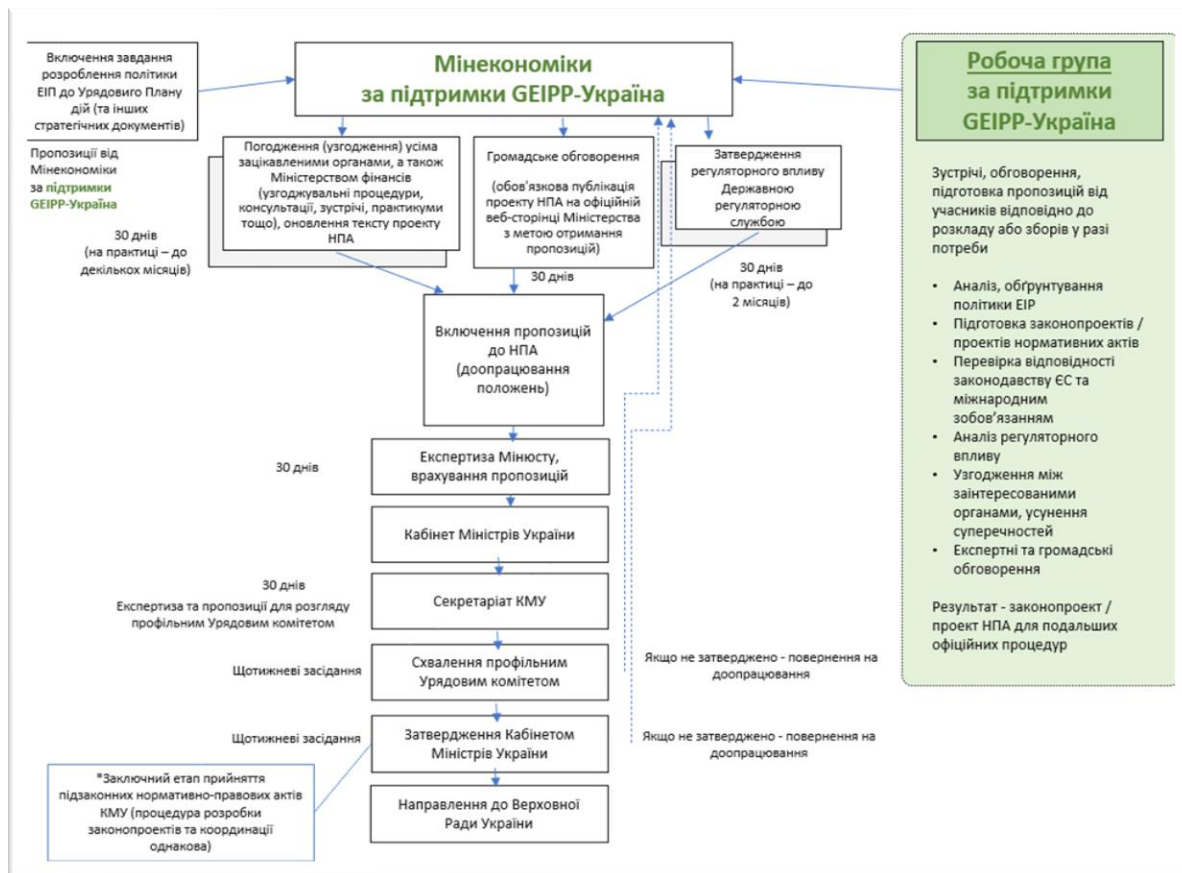 Включення завдання
розроблення політики
ЕІП до Урядового Плану
дій (та інших
стратегічних документів)
Пропозиції від
Мінекономіки
за підтримки
GEIPP-Україна
Мінекономіки
за підтримки GEIPP-Україна
Погодження (узгодження) усіма
зацікавленими органами, а також
Міністерством фінансів
(узгоджувальні процедури,
консультації, зустрічі, практикуми
тощо), оновлення тексту проекту
НПА
30 днів
(на практиці – до
декількох місяців)
Громадське обговорення
(обов'язкова публікація
проекту НПА на офіційній
веб-сторінці Міністерства
з метою отримання
пропозицій)
30 днів
Затвердження
регуляторного впливу
Державною
регуляторною
службою
30 днів
(на практиці – до
2 місяців)
Включення пропозицій
до НПА
(доопрацювання
положень)
30 днів
Експертиза Мінюсту,
врахування пропозицій
Кабінет Міністрів України
30 днів
Експертиза та пропозиції для розгляду
профільним Урядовим комітетом
Секретаріат КМУ
Щотижневі засідання
Схвалення профільним
Урядовим комітетом
Якщо не затверджено - повернення на
доопрацювання
Щотижневі засідання
Затвердження Кабінетом
Міністрів України
Якщо не затверджено - повернення на
доопрацювання
*Заключний етап прийняття
підзаконних нормативно-правових актів
КМУ (процедура розробки
законопроектів та координації
однакова)
Направлення до Верховної
Ради України
Робоча група
за підтримки
GEIPP-Україна
Зустрічі, обговорення,
підготовка пропозицій від
учасників відповідно до
розкладу або зборів у разі
потреби
• Аналіз, обґрунтування
політики EIP
• Підготовка законопроектів /
проектів нормативних актів
• Перевірка відповідності
законодавству ЄС та
міжнародним
зобов'язанням
• Аналіз регуляторного
впливу
• Узгодження між
заінтересованими
органами, усунення
суперечностей
• Експертні та громадські
обговорення
Результат - законопроект /
проект НПА для подальших
офіційних процедур